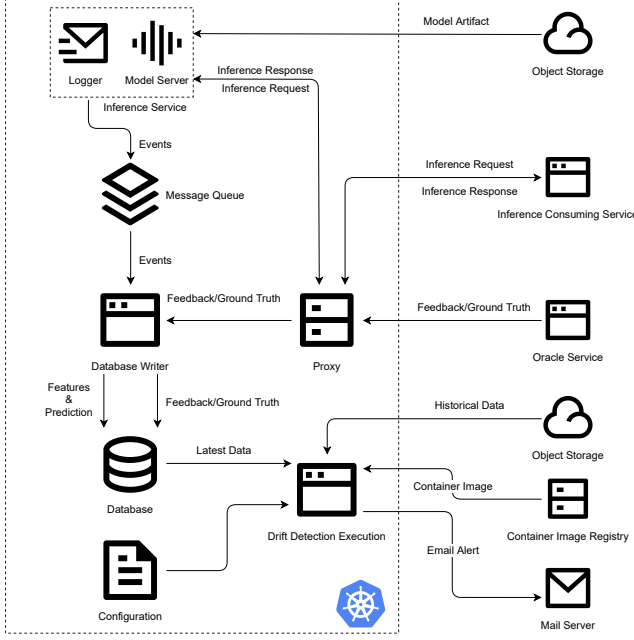 Model Artifact
Logger
Model Server
Object Storage
Inference Response
Inference Request
Inference Service
Events
Inference Request
Message Queue
Inference Response
Inference Consuming Service
Events
Feedback/Ground Truth
Feedback/Ground Truth
Database Writer
Proxy
Oracle Service
Features
&
Prediction
Feedback/Ground Truth
Historical Data
Latest Data
Object Storage
Container Image
Database
Drift Detection Execution
Container Image Registry
Email Alert
Configuration
Mail Server